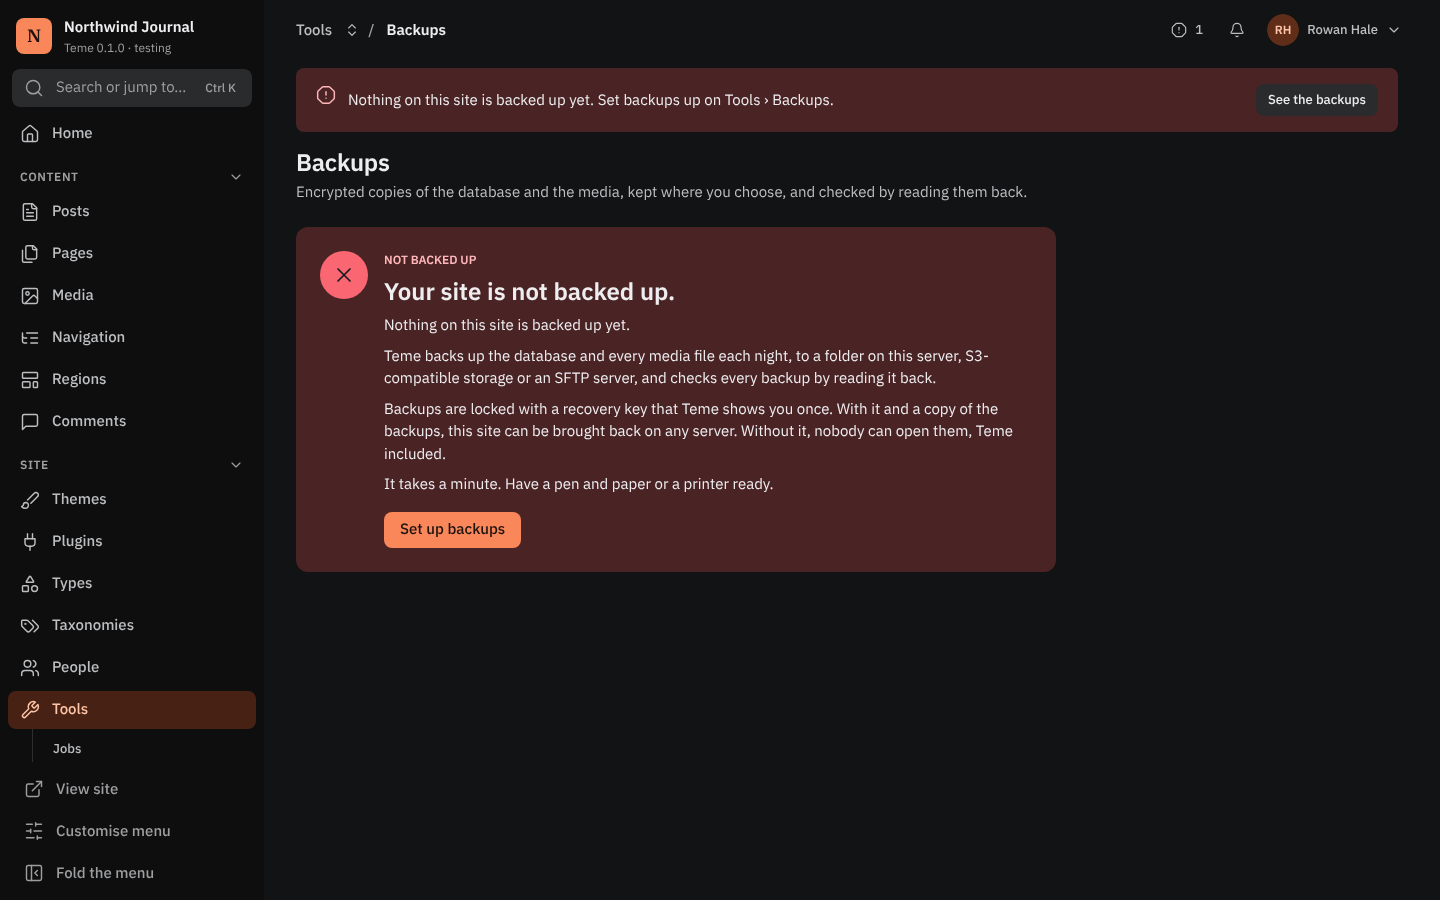 N
Northwind Journal
Teme 0.1.0 · testing
Search or jump to...
Ctrl K
Home
CONTENT
Posts
Pages
Media
Navigation
Regions
Comments
SITE
Themes
Plugins
Types
Taxonomies
People
Tools
Jobs
View site
Customise menu
Fold the menu
Tools / Backups
1
RH
Rowan Hale
Nothing on this site is backed up yet. Set backups up on Tools › Backups.
See the backups
Backups
Encrypted copies of the database and the media, kept where you choose, and checked by reading them back.
NOT BACKED UP
Your site is not backed up.
Nothing on this site is backed up yet.
Teme backs up the database and every media file each night, to a folder on this server, S3-
compatible storage or an SFTP server, and checks every backup by reading it back.
Backups are locked with a recovery key that Teme shows you once. With it and a copy of the
backups, this site can be brought back on any server. Without it, nobody can open them, Teme
included.
It takes a minute. Have a pen and paper or a printer ready.
Set up backups